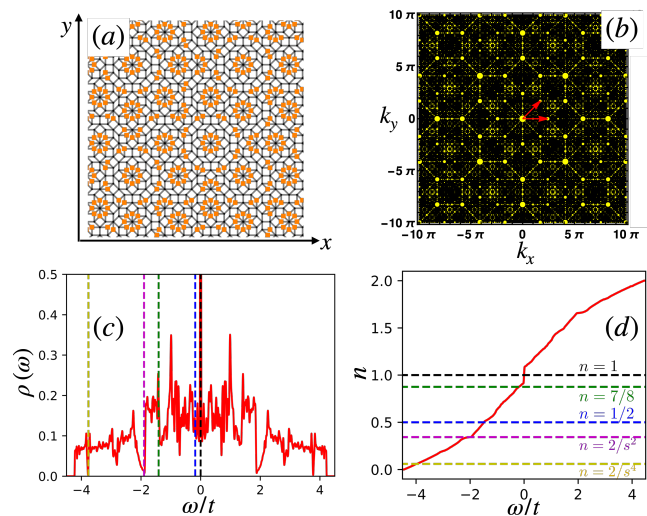 y
(a)
x
(b)
10 π
5 π
0
−5 π
−10 π
k_y
−10 π
−5 π
0
5 π
10 π
k_x
(c)
0.5
0.4
0.3
0.2
0.1
0.0
ρ (ω)
−4
−2
0
2
4
ω/t
(d)
2.0
1.5
1.0
0.5
0.0
n
n = 1
n = 7/8
n = 1/2
n = 2/s²
n = 2/s⁴
−4
−2
0
2
4
ω/t